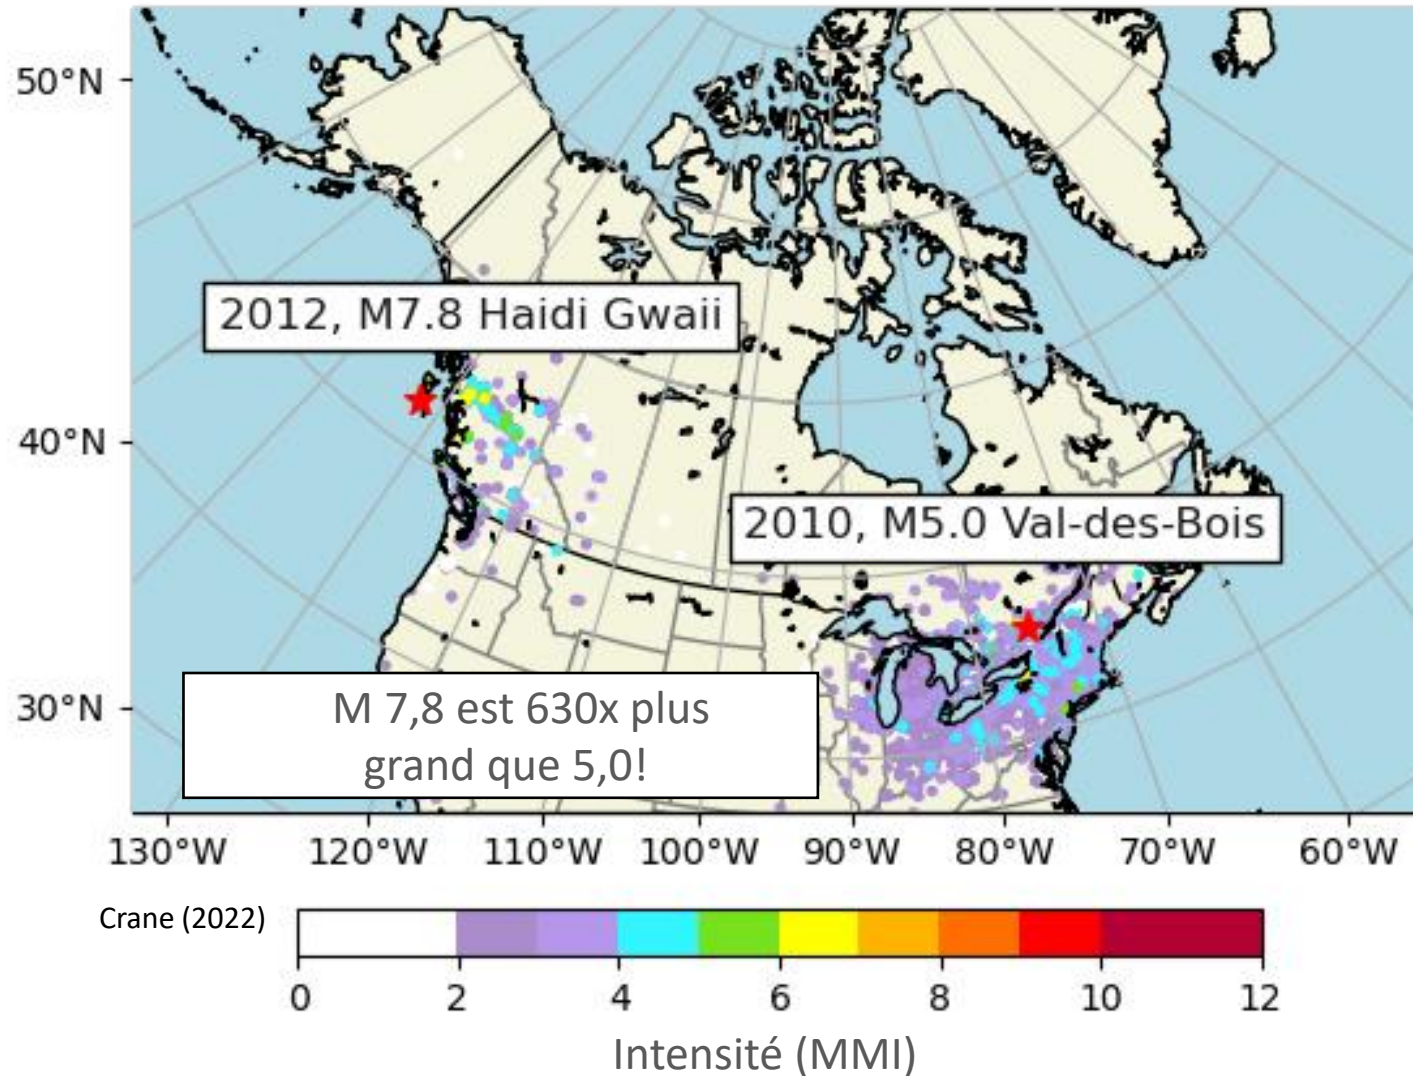 50°N
2012, M7.8 Haidi Gwaii
40°N
2010, M5.0 Val-des-Bois
30°N
M 7,8 est 630x plus
grand que 5,0!
130°W 120°W 110°W 100°W 90°W 80°W 70°W 60°W
Crane (2022)
0 2 4 6 8 10 12
Intensité (MMI)